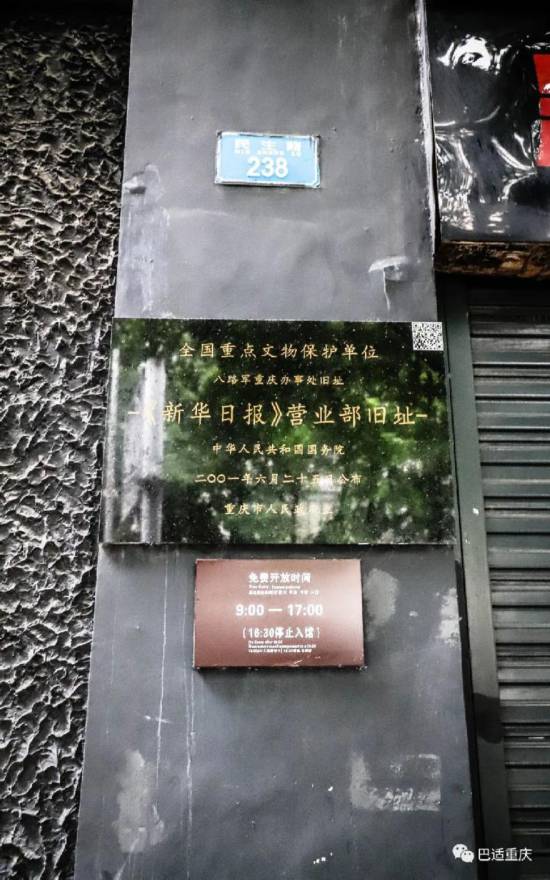 民生路
238
全国重点文物保护单位
八路军重庆办事处旧址
-《新华日报》营业部旧址-
中华人民共和国国务院
二〇〇一年六月二十五日公布
重庆市人民政府立
免费开放时间
9:00 — 17:00
(16:30停止入馆)
巴适重庆